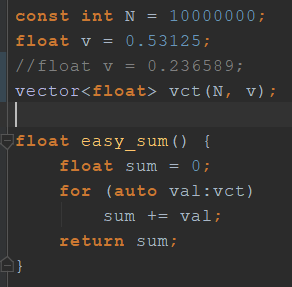 const int N = 10000000;
float v = 0.53125;
//float v = 0.236589;
vector<float> vct(N, v);
float easy_sum() {
    float sum = 0;
    for (auto val:vct)
        sum += val;
    return sum;
}